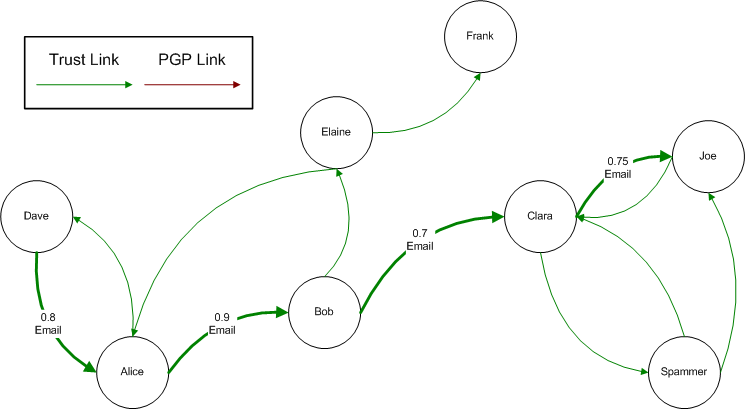 Trust Link
PGP Link
Frank
Elaine
Joe
0.75
Email
Dave
Clara
0.7
Email
Bob
0.8
Email
0.9
Email
Alice
Spammer